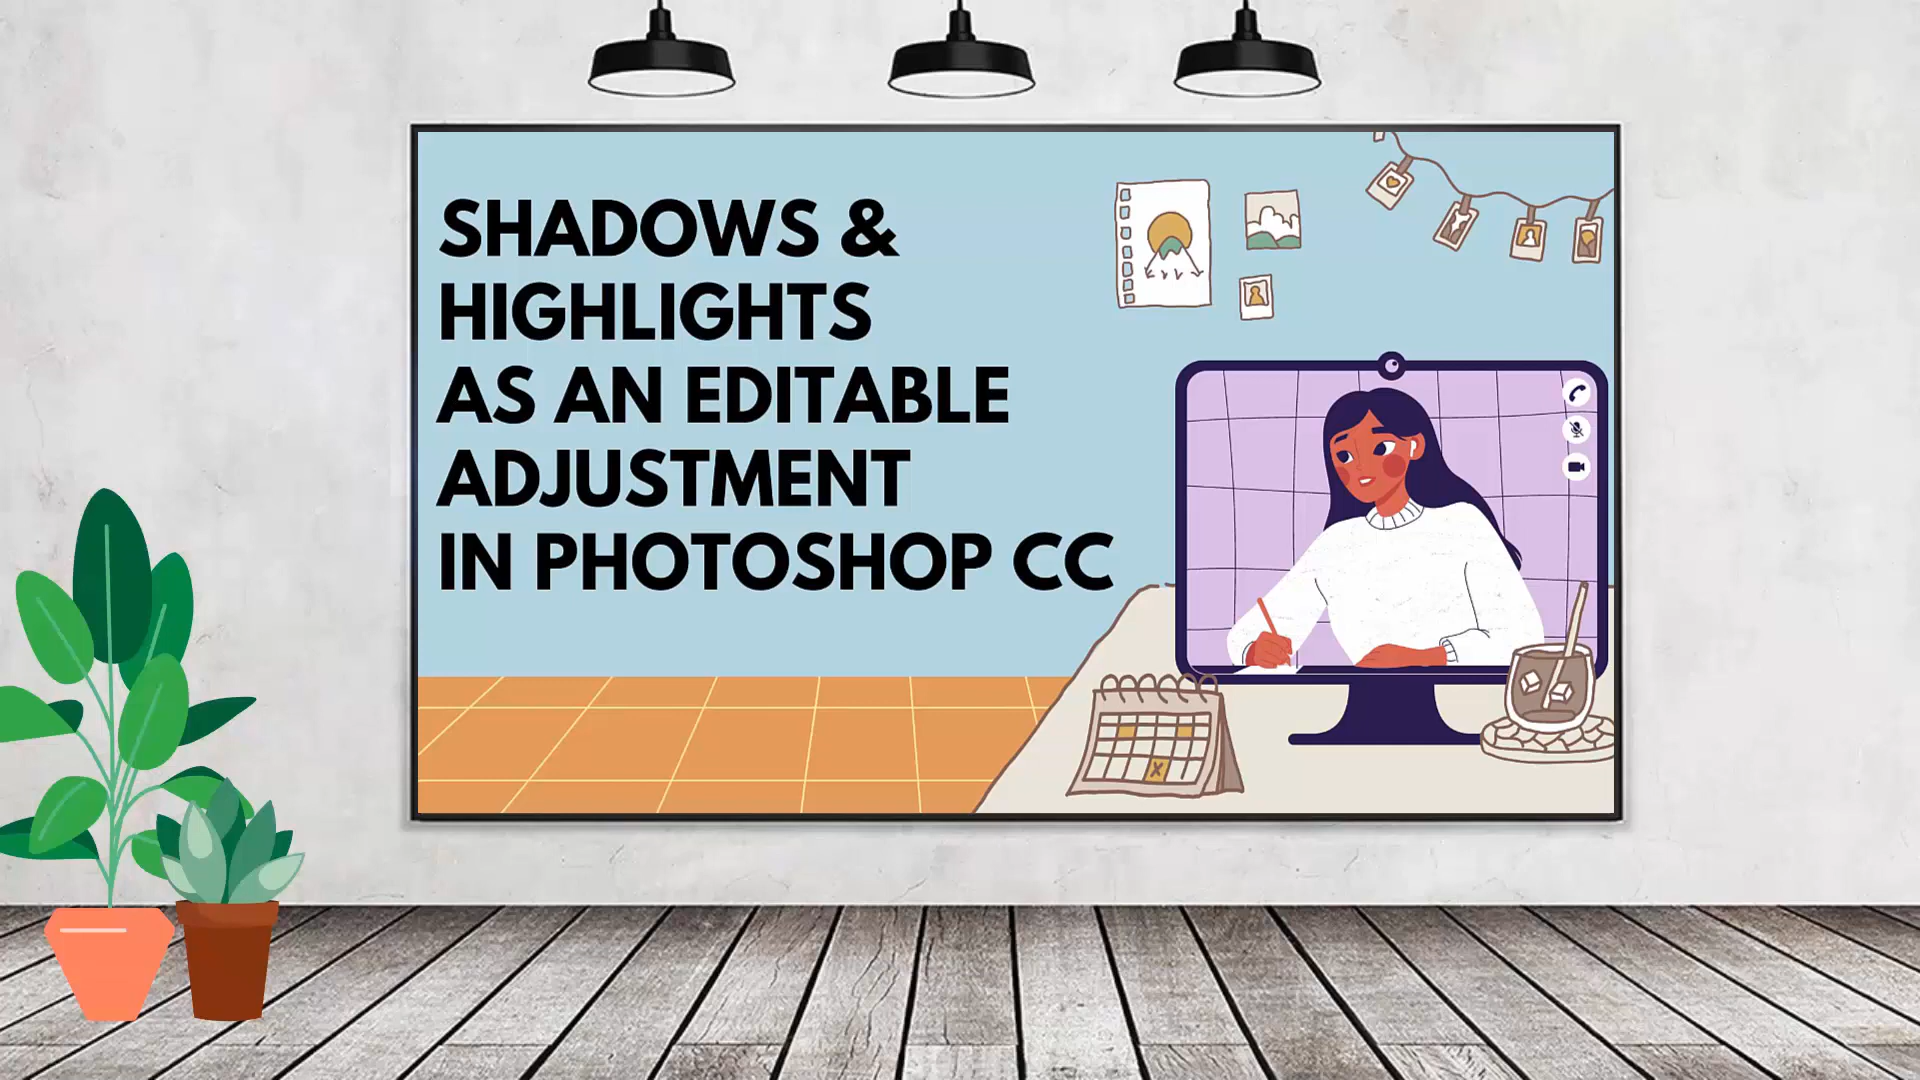 SHADOWS &
HIGHLIGHTS
AS AN EDITABLE
ADJUSTMENT
IN PHOTOSHOP CC